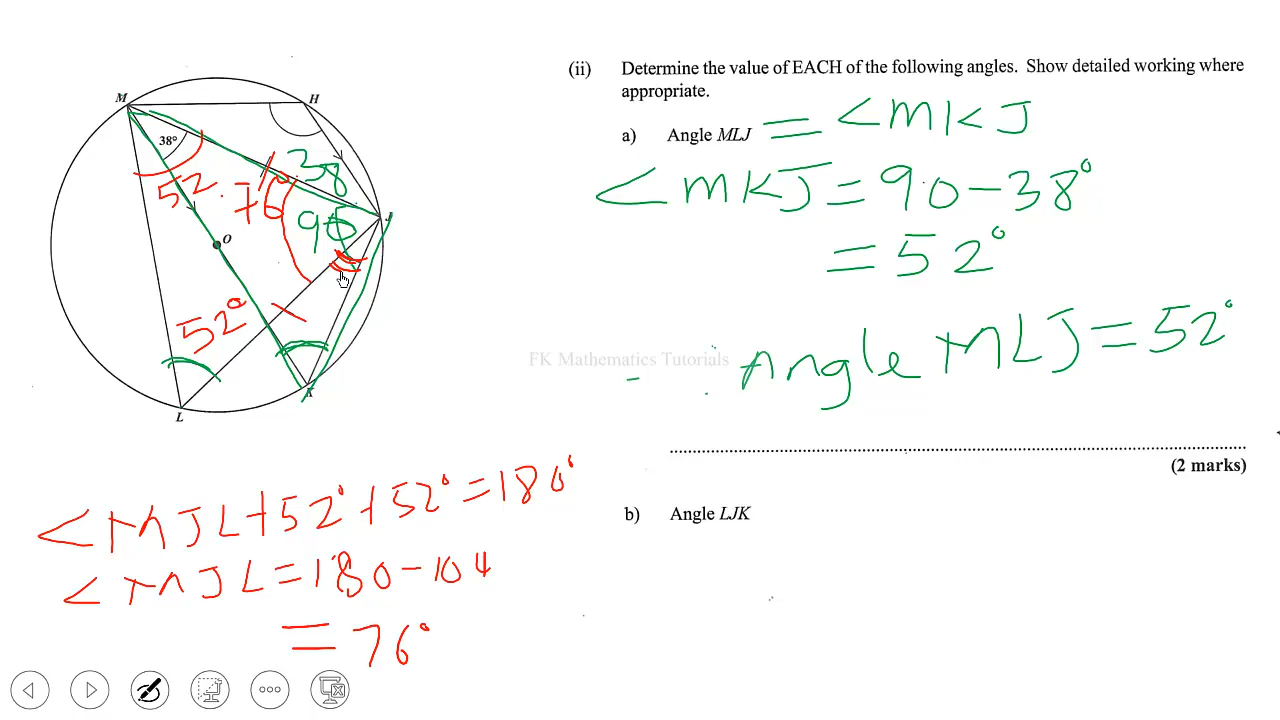 (ii) Determine the value of EACH of the following angles. Show detailed working where
appropriate.
a) Angle MLJ = <MKJ
<MKJ = 90 - 38°
= 52°
Angle MLJ = 52°
(2 marks)
b) Angle LJK
M
H
38°
52
76
38
90
J
O
52°
K
L
FK Mathematics Tutorials
<MJL + 52° + 52° = 180°
<MJL = 180 - 104
= 76°